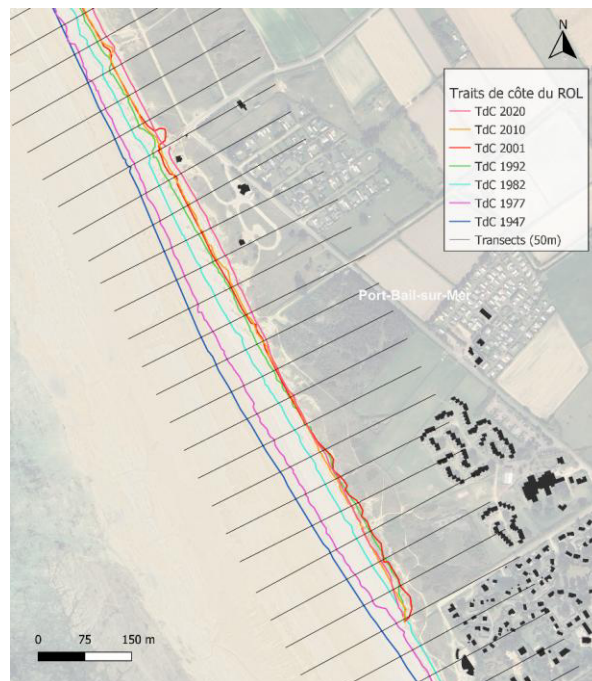 N
Traits de côte du ROL
TdC 2020
TdC 2010
TdC 2001
TdC 1992
TdC 1982
TdC 1977
TdC 1947
Transects (50m)
Port-Bail-sur-Mer
0 75 150 m